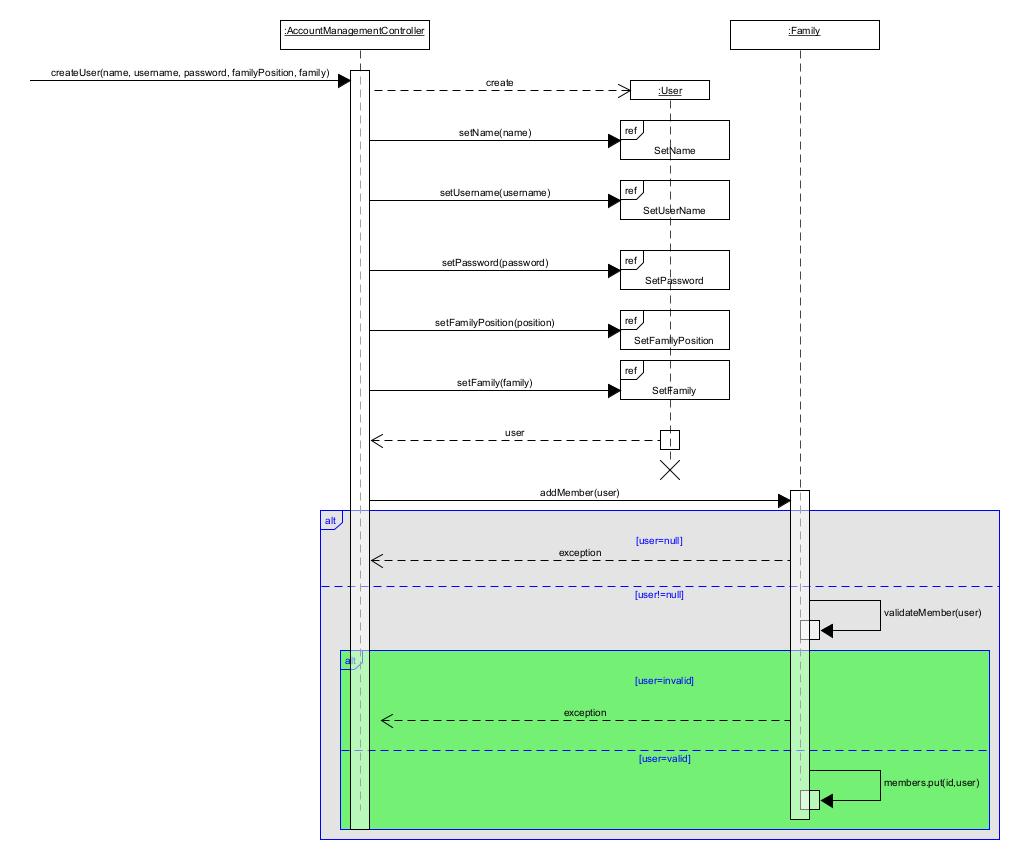 :AccountManagementController
:Family
createUser(name, username, password, familyPosition, family)
create
:User
setName(name)
ref
SetName
setUsername(username)
ref
SetUserName
setPassword(password)
ref
SetPassword
setFamilyPosition(position)
ref
SetFamilyPosition
setFamily(family)
ref
SetFamily
user
addMember(user)
alt
[user=null]
exception
[user!=null]
validateMember(user)
alt
[user=invalid]
exception
[user=valid]
members.put(id,user)